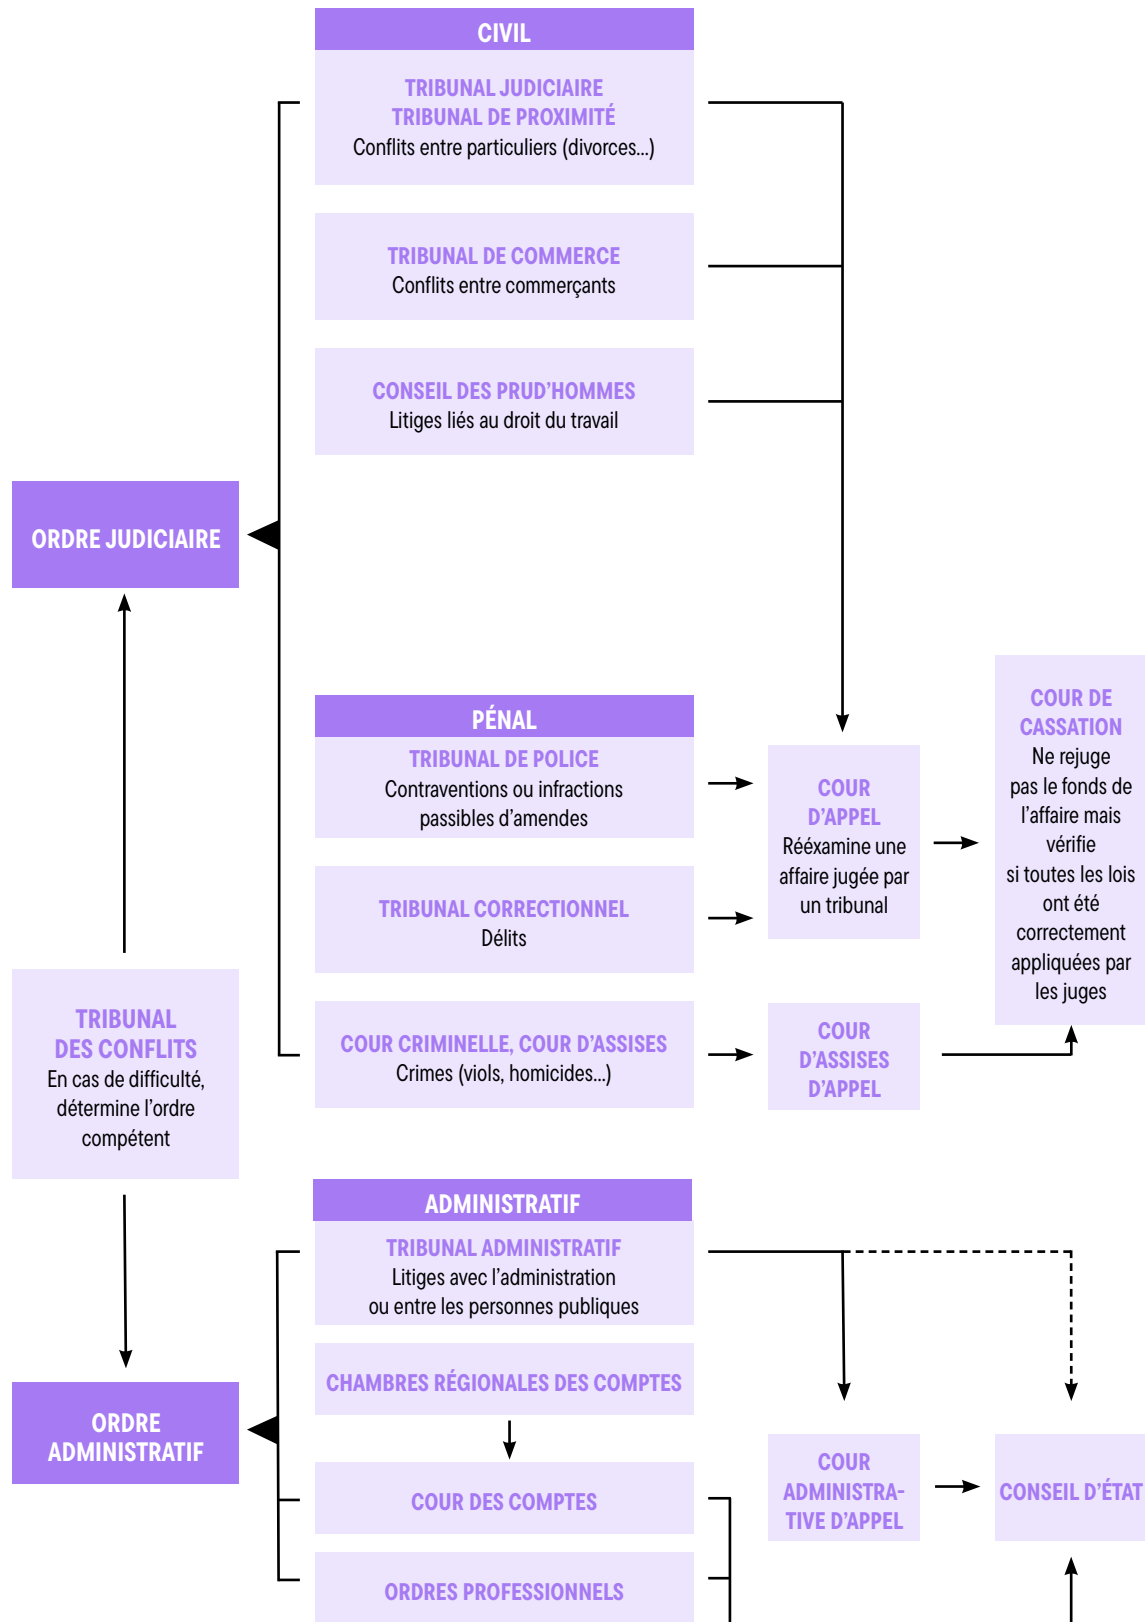 CIVIL
TRIBUNAL JUDICIAIRE
TRIBUNAL DE PROXIMITÉ
Conflits entre particuliers (divorces...)
TRIBUNAL DE COMMERCE
Conflits entre commerçants
CONSEIL DES PRUD'HOMMES
Litiges liés au droit du travail
ORDRE JUDICIAIRE
PÉNAL
TRIBUNAL DE POLICE
Contraventions ou infractions
passibles d'amendes
TRIBUNAL CORRECTIONNEL
Délits
COUR CRIMINELLE, COUR D'ASSISES
Crimes (viols, homicides...)
COUR
D'APPEL
Rééxamine une
affaire jugée par
un tribunal
COUR
D'ASSISES
D'APPEL
COUR DE
CASSATION
Ne rejuge
pas le fonds de
l'affaire mais
vérifie
si toutes les lois
ont été
correctement
appliquées par
les juges
TRIBUNAL
DES CONFLITS
En cas de difficulté,
détermine l'ordre
compétent
ORDRE
ADMINISTRATIF
ADMINISTRATIF
TRIBUNAL ADMINISTRATIF
Litiges avec l'administration
ou entre les personnes publiques
CHAMBRES RÉGIONALES DES COMPTES
COUR DES COMPTES
ORDRES PROFESSIONNELS
COUR
ADMINISTRA-
TIVE D'APPEL
CONSEIL D'ÉTAT